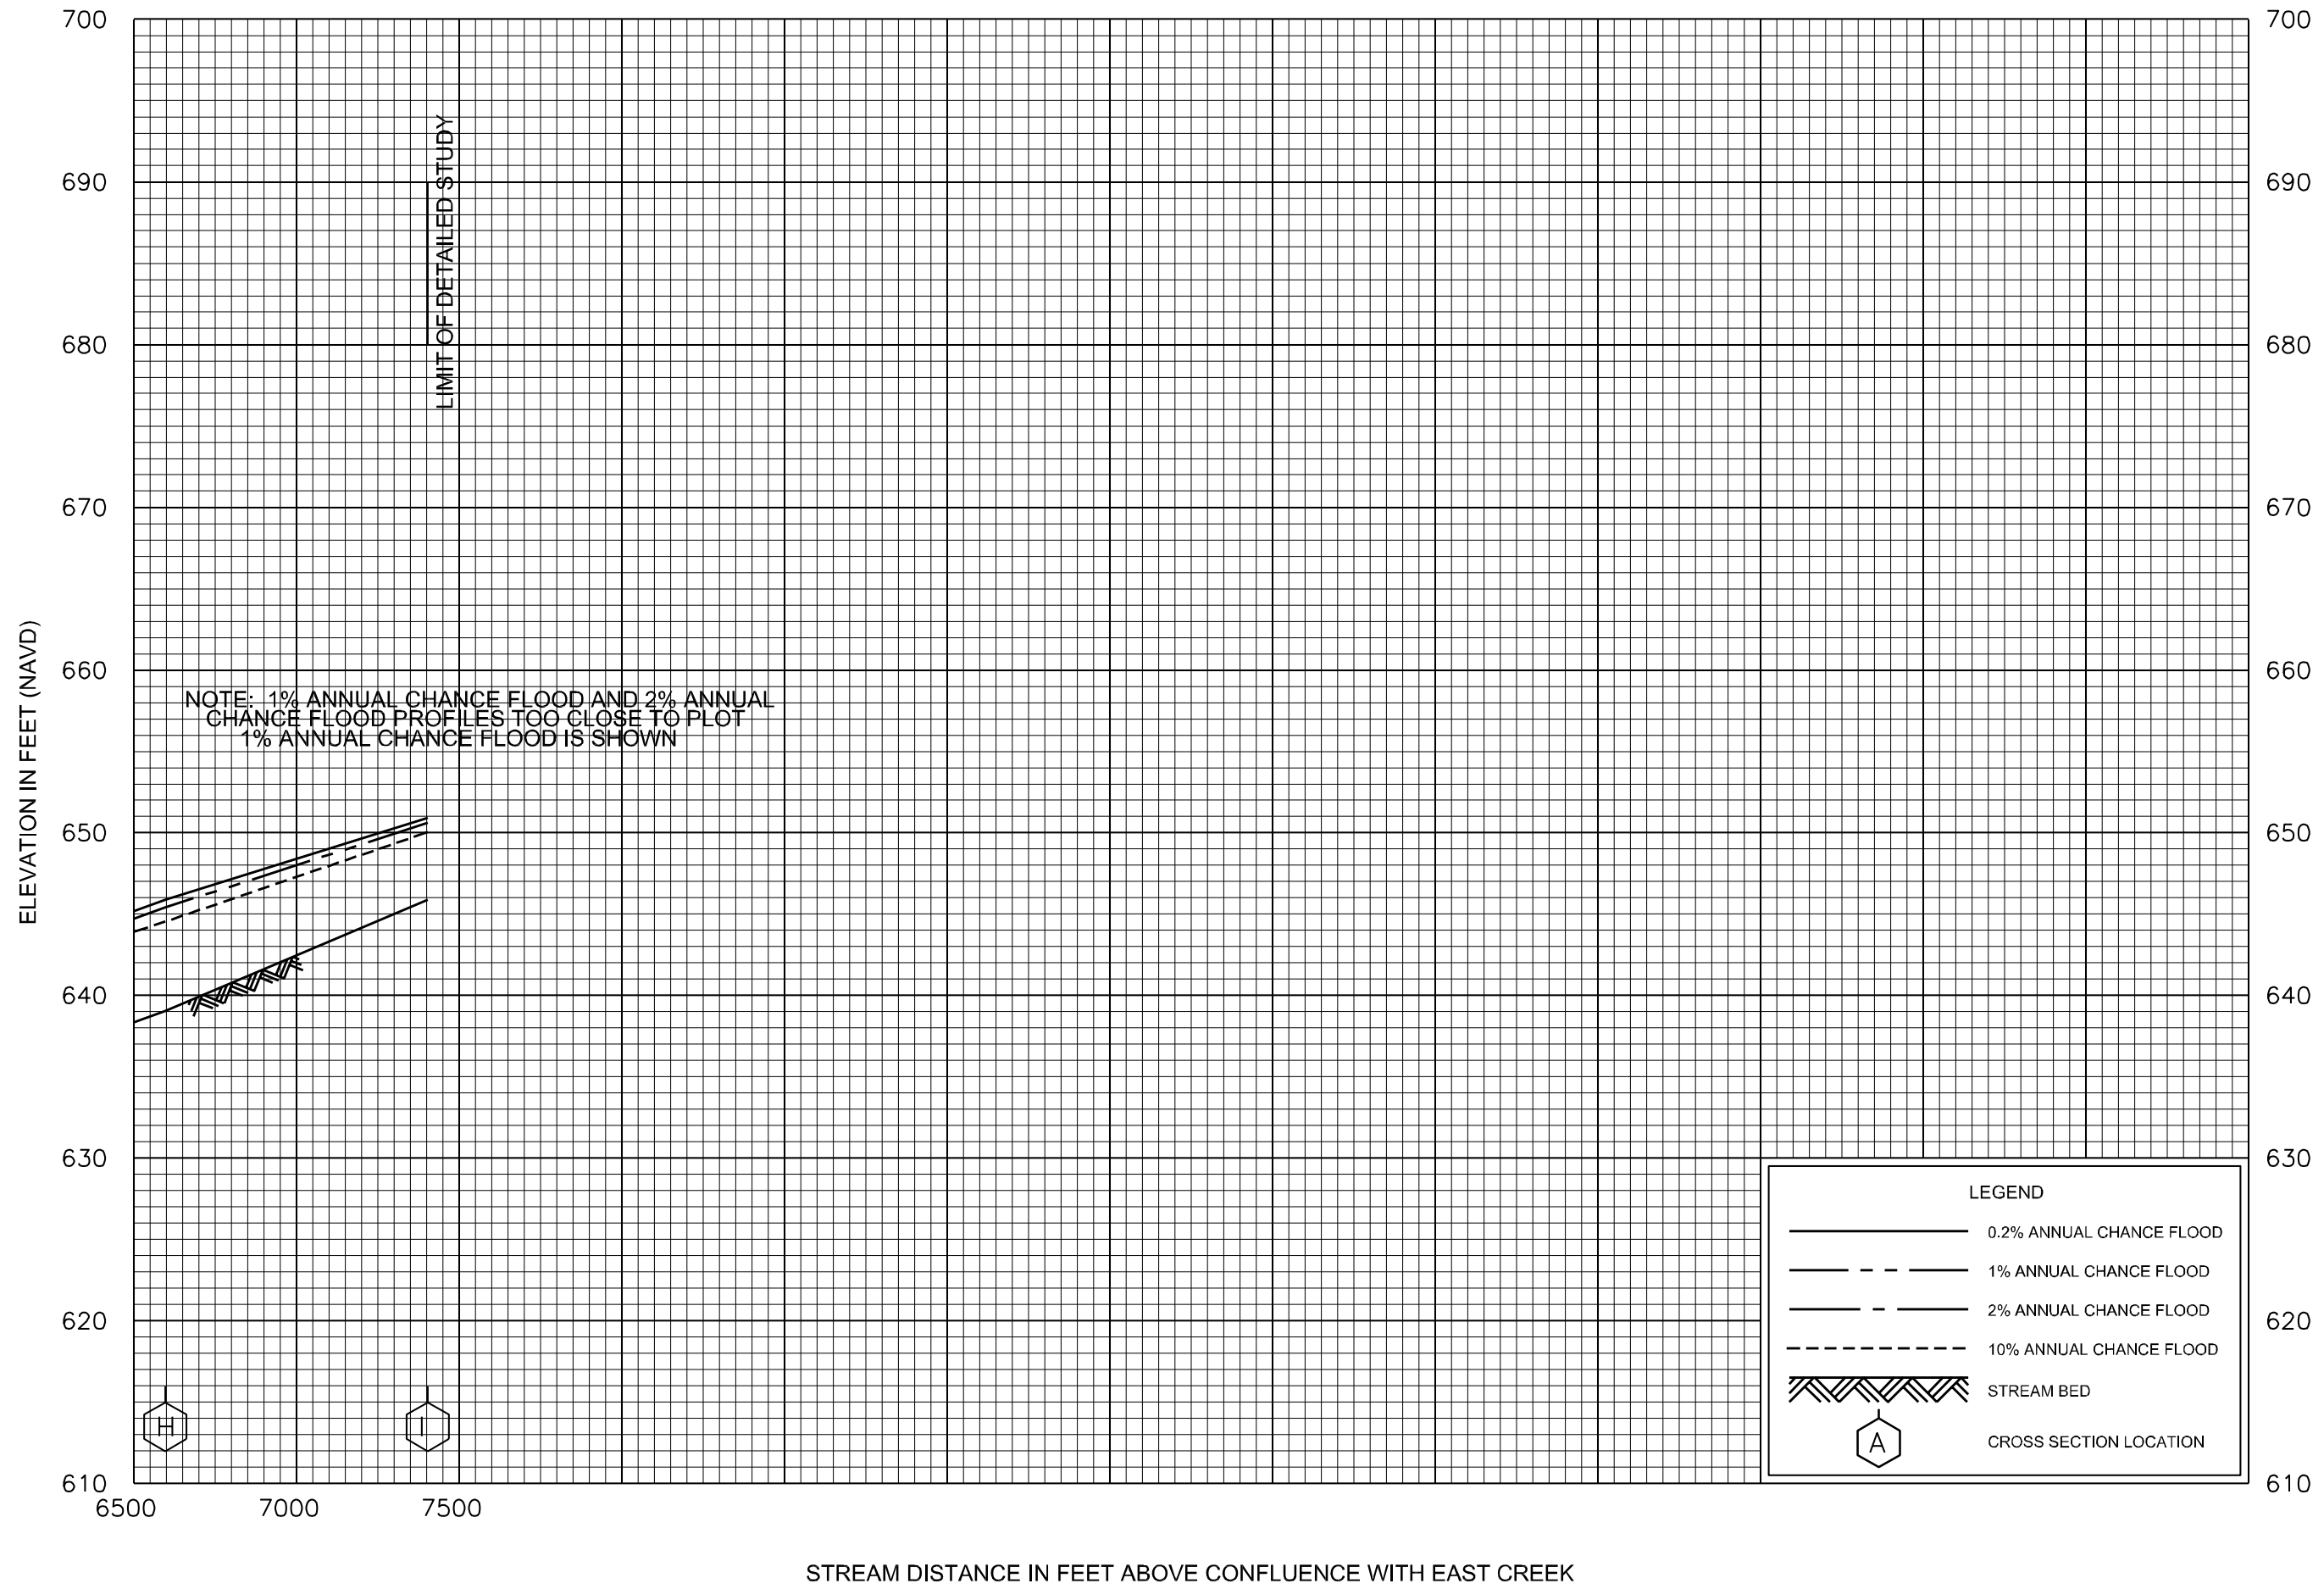 700
700
690
690
680
680
670
670
660
660
650
650
640
640
630
630
620
620
610
610
ELEVATION IN FEET (NAVD)
LIMIT OF DETAILED STUDY
NOTE: 1% ANNUAL CHANCE FLOOD AND 2% ANNUAL
CHANCE FLOOD PROFILES TOO CLOSE TO PLOT
1% ANNUAL CHANCE FLOOD IS SHOWN
H
I
LEGEND
0.2% ANNUAL CHANCE FLOOD
1% ANNUAL CHANCE FLOOD
2% ANNUAL CHANCE FLOOD
10% ANNUAL CHANCE FLOOD
STREAM BED
A
CROSS SECTION LOCATION
6500
7000
7500
STREAM DISTANCE IN FEET ABOVE CONFLUENCE WITH EAST CREEK